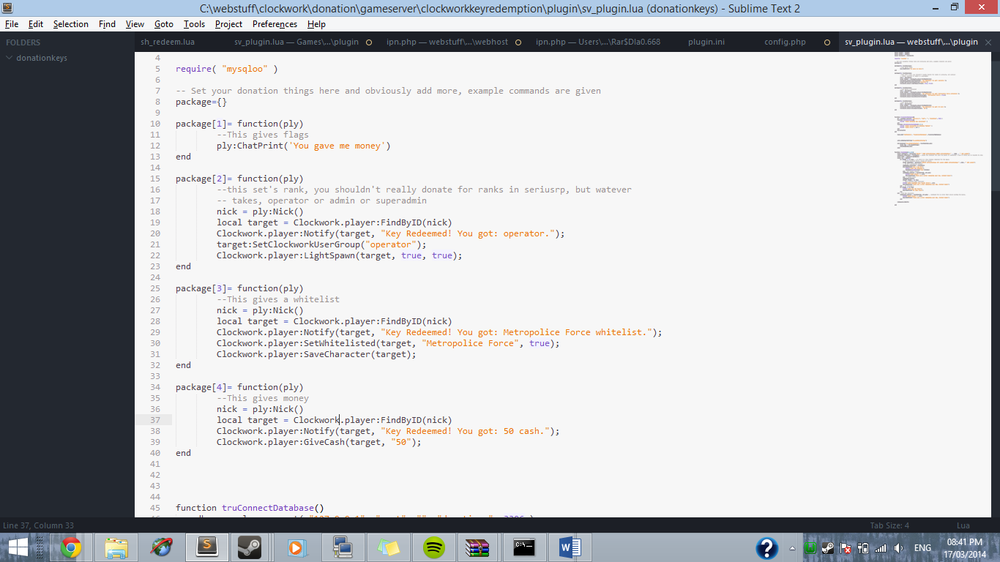 C:\webstuff\clockwork\donation\gameserver\clockworkkeyredemption\plugin\sv_plugin.lua (donationkeys) - Sublime Text 2
File Edit Selection Find View Goto Tools Project Preferences Help
FOLDERS
donationkeys
sh_redeem.lua sv_plugin.lua — Games\...\plugin ipn.php — webstuff\...\webhost ipn.php — Users\...\Rar$DIa0.668 plugin.ini config.php sv_plugin.lua — webstuff\...\plugin
4
5 require( "mysqloo" )
6
7 -- Set your donation things here and obviously add more, example commands are given
8 package={}
9
10 package[1]= function(ply)
11 --This gives flags
12 ply:ChatPrint('You gave me money')
13 end
14
15 package[2]= function(ply)
16 --this set's rank, you shouldn't really donate for ranks in seriusrp, but watever
17 -- takes, operator or admin or superadmin
18 nick = ply:Nick()
19 local target = Clockwork.player:FindByID(nick)
20 Clockwork.player:Notify(target, "Key Redeemed! You got: operator.");
21 target:SetClockworkUserGroup("operator");
22 Clockwork.player:LightSpawn(target, true, true);
23 end
24
25 package[3]= function(ply)
26 --This gives a whitelist
27 nick = ply:Nick()
28 local target = Clockwork.player:FindByID(nick)
29 Clockwork.player:Notify(target, "Key Redeemed! You got: Metropolice Force whitelist.");
30 Clockwork.player:SetWhitelisted(target, "Metropolice Force", true);
31 Clockwork.player:SaveCharacter(target);
32 end
33
34 package[4]= function(ply)
35 --This gives money
36 nick = ply:Nick()
37 local target = Clockwork.player:FindByID(nick)
38 Clockwork.player:Notify(target, "Key Redeemed! You got: 50 cash.");
39 Clockwork.player:GiveCash(target, "50");
40 end
41
42
43
44
45 function truConnectDatabase()
Line 37, Column 33 Tab Size: 4 Lua
ENG
08:41 PM
17/03/2014